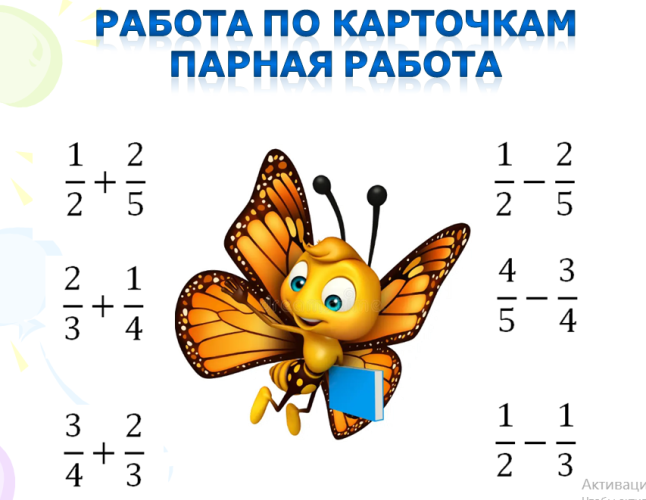 РАБОТА ПО КАРТОЧКАМ
ПАРНАЯ РАБОТА
1/2 + 2/5
1/2 − 2/5
2/3 + 1/4
4/5 − 3/4
3/4 + 2/3
1/2 − 1/3
Активаци